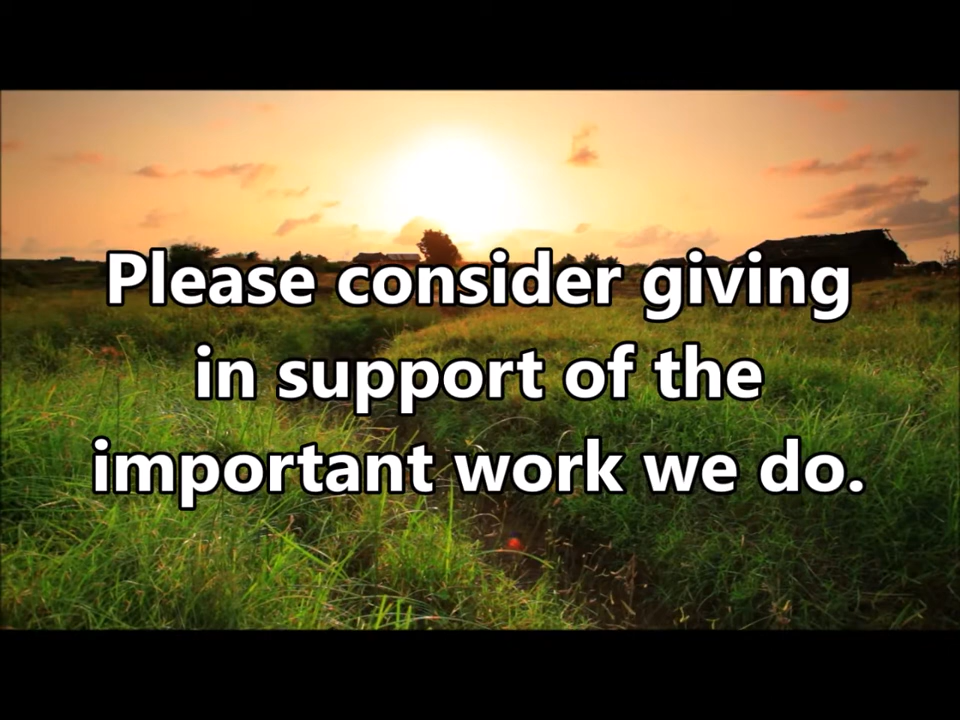 Please consider giving
in support of the
important work we do.